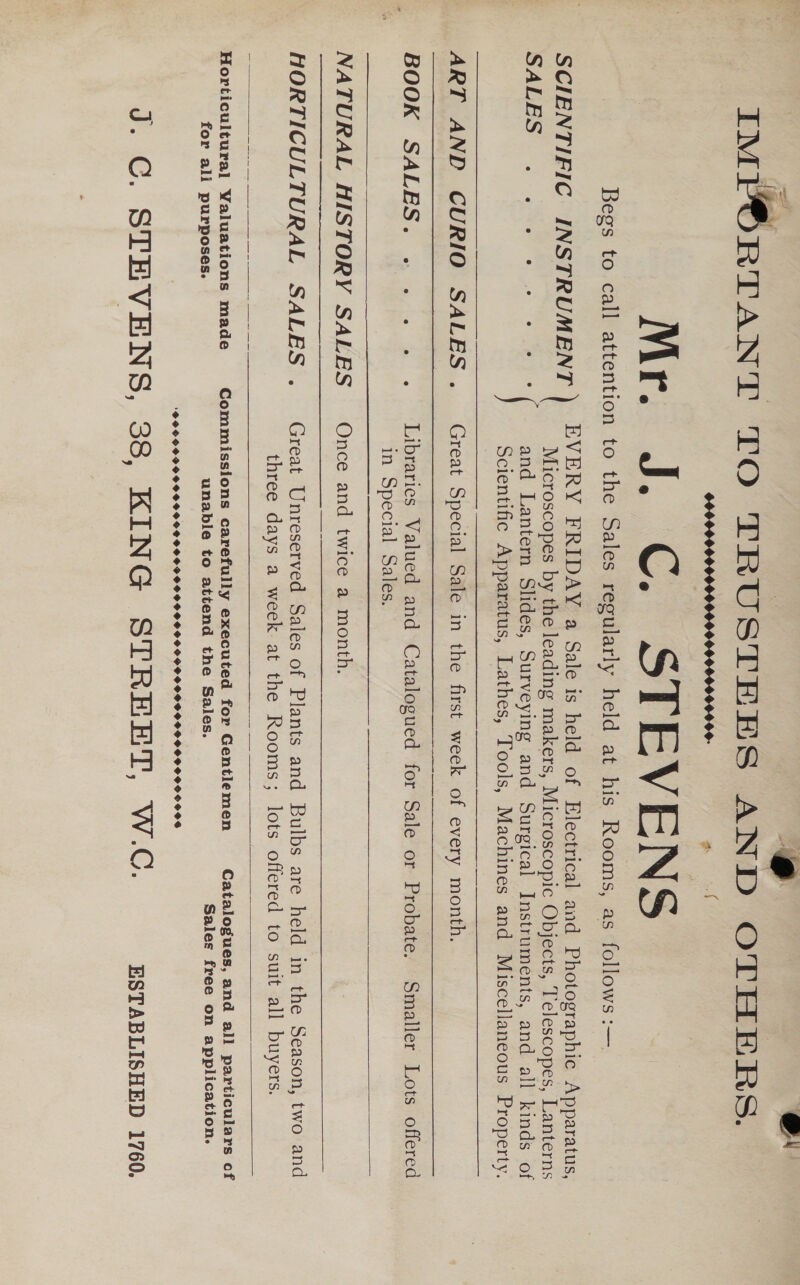 IMPORTANT TO TRUSTEES AND OTHERS.
Mr. J. C. STEVENS
Begs to call attention to the Sales regularly held at his Rooms, as follows :—
SCIENTIFIC INSTRUMENT SALES . . . . . . .
EVERY FRIDAY a Sale is held of Electrical and Photographic Apparatus,
Microscopes by the leading makers, Microscopic Objects, Telescopes, Lanterns
and Lantern Slides, Surveying and Surgical Instruments, and all kinds of
Scientific Apparatus, Lathes, Tools, Machines and Miscellaneous Property.
ART AND CURIO SALES . Great Special Sale in the first week of every month.
BOOK SALES. . . . . . Libraries Valued and Catalogued for Sale or Probate. Smaller Lots offered
in Special Sales.
NATURAL HISTORY SALES Once and twice a month.
HORTICULTURAL SALES . Great Unreserved Sales of Plants and Bulbs are held in the Season, two and
three days a week at the Rooms; lots offered to suit all buyers.
Horticultural Valuations made
for all purposes.
Commissions carefully executed for Gentlemen
unable to attend the Sales.
Catalogues, and all particulars of
Sales free on application.
J. C. STEVENS, 38, KING STREET, W.C. ESTABLISHED 1760.